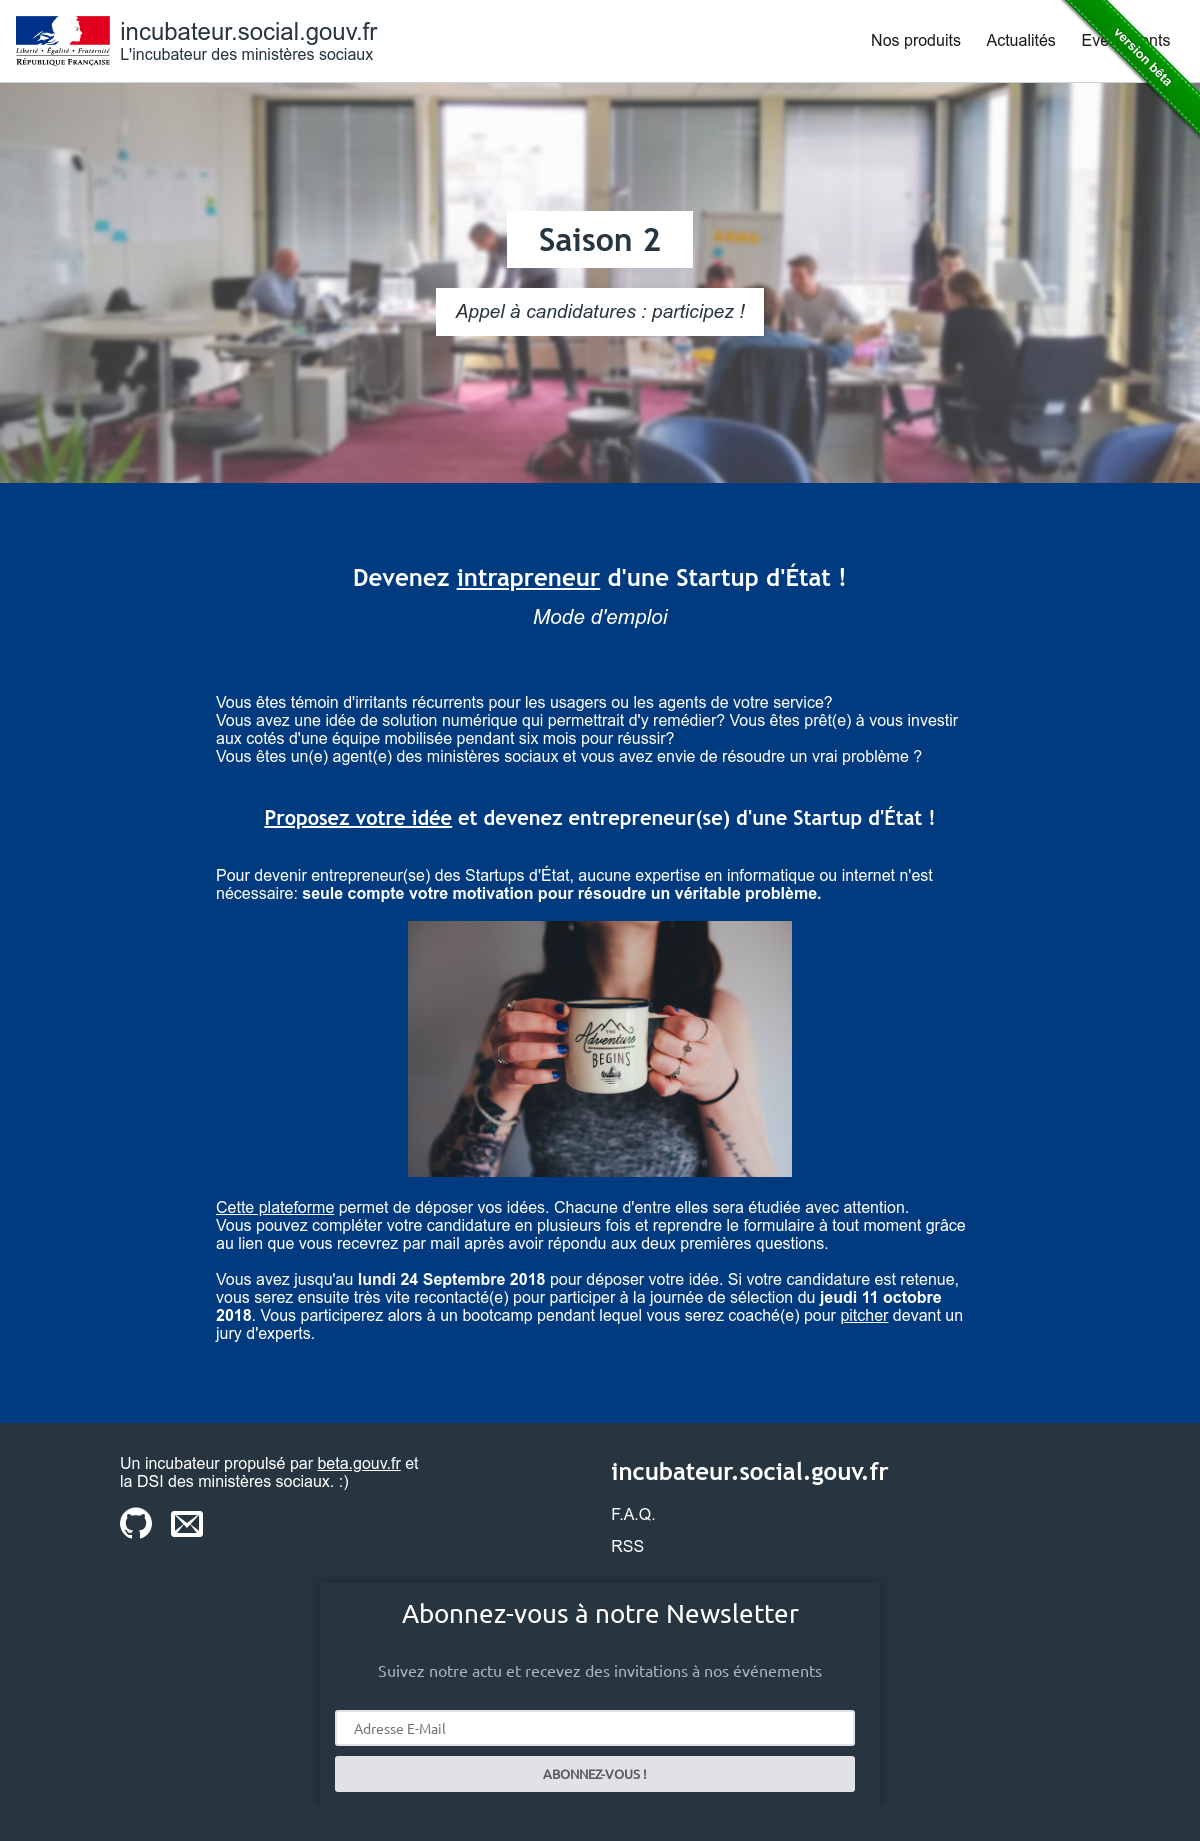 Liberté • Égalité • Fraternité
RÉPUBLIQUE FRANÇAISE
incubateur.social.gouv.fr
L'incubateur des ministères sociaux
Nos produits
Actualités
version bêta
Saison 2
Appel à candidatures : participez !
Devenez intrapreneur d'une Startup d'État !
Mode d'emploi
Vous êtes témoin d'irritants récurrents pour les usagers ou les agents de votre service?
Vous avez une idée de solution numérique qui permettrait d'y remédier? Vous êtes prêt(e) à vous investir
aux cotés d'une équipe mobilisée pendant six mois pour réussir?
Vous êtes un(e) agent(e) des ministères sociaux et vous avez envie de résoudre un vrai problème ?
Proposez votre idée et devenez entrepreneur(se) d'une Startup d'État !
Pour devenir entrepreneur(se) des Startups d'État, aucune expertise en informatique ou internet n'est
nécessaire: seule compte votre motivation pour résoudre un véritable problème.
THE
Adventure
BEGINS
Cette plateforme permet de déposer vos idées. Chacune d'entre elles sera étudiée avec attention.
Vous pouvez compléter votre candidature en plusieurs fois et reprendre le formulaire à tout moment grâce
au lien que vous recevrez par mail après avoir répondu aux deux premières questions.
Vous avez jusqu'au lundi 24 Septembre 2018 pour déposer votre idée. Si votre candidature est retenue,
vous serez ensuite très vite recontacté(e) pour participer à la journée de sélection du jeudi 11 octobre
2018. Vous participerez alors à un bootcamp pendant lequel vous serez coaché(e) pour pitcher devant un
jury d'experts.
Un incubateur propulsé par beta.gouv.fr et
la DSI des ministères sociaux. :)
incubateur.social.gouv.fr
F.A.Q.
RSS
Abonnez-vous à notre Newsletter
Suivez notre actu et recevez des invitations à nos événements
Adresse E-Mail
ABONNEZ-VOUS !